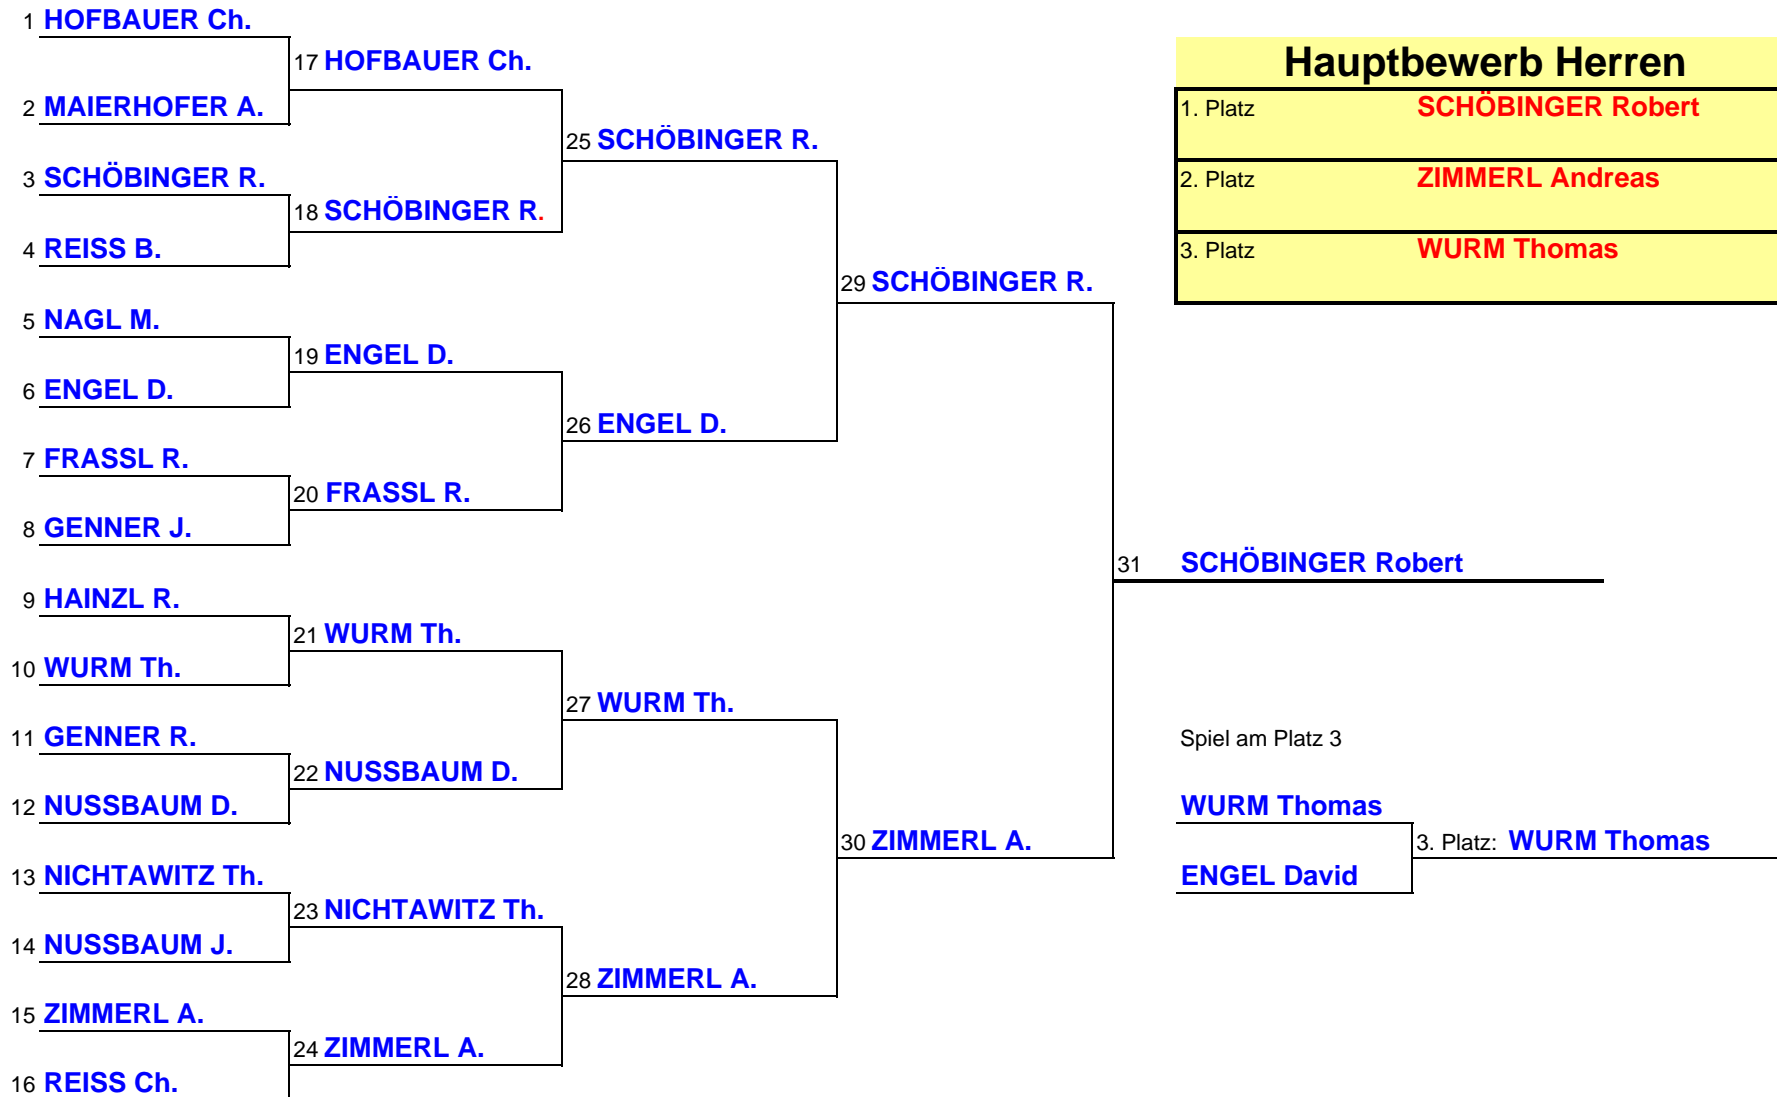 1 HOFBAUER Ch.
17 HOFBAUER Ch.
2 MAIERHOFER A.
25 SCHÖBINGER R.
3 SCHÖBINGER R.
18 SCHÖBINGER R.
4 REISS B.
29 SCHÖBINGER R.
5 NAGL M.
19 ENGEL D.
6 ENGEL D.
26 ENGEL D.
7 FRASSL R.
20 FRASSL R.
8 GENNER J.
31 SCHÖBINGER Robert
9 HAINZL R.
21 WURM Th.
10 WURM Th.
27 WURM Th.
11 GENNER R.
22 NUSSBAUM D.
12 NUSSBAUM D.
30 ZIMMERL A.
13 NICHTAWITZ Th.
23 NICHTAWITZ Th.
14 NUSSBAUM J.
28 ZIMMERL A.
15 ZIMMERL A.
24 ZIMMERL A.
16 REISS Ch.
Hauptbewerb Herren
1. Platz SCHÖBINGER Robert
2. Platz ZIMMERL Andreas
3. Platz WURM Thomas
Spiel am Platz 3
WURM Thomas
3. Platz: WURM Thomas
ENGEL David